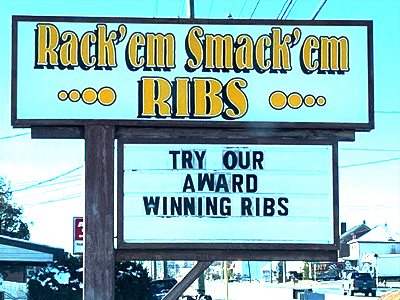 Rack'em Smack'em
RIBS
TRY OUR
AWARD
WINNING RIBS